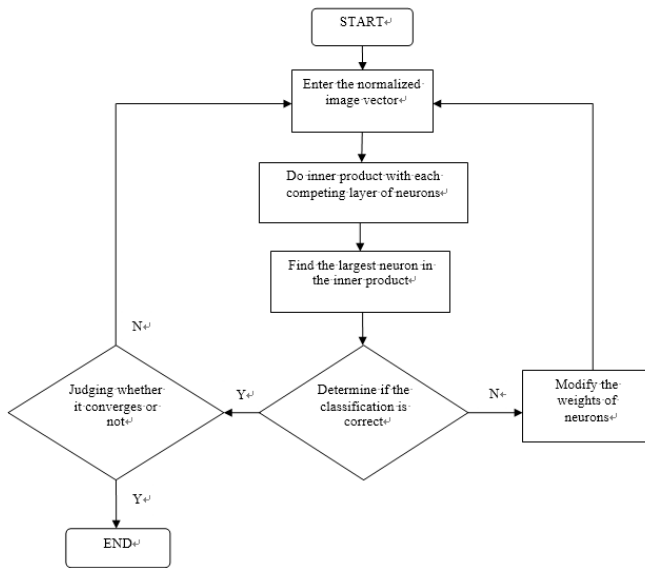 START↵
Enter the normalized
image vector↵
Do inner product with each
competing layer of neurons↵
Find the largest neuron in
the inner product↵
N↵
Judging whether
it converges or
not↵
Y↵
Determine if the
classification is
correct↵
N↵
Modify the
weights of
neurons↵
Y↵
END↵